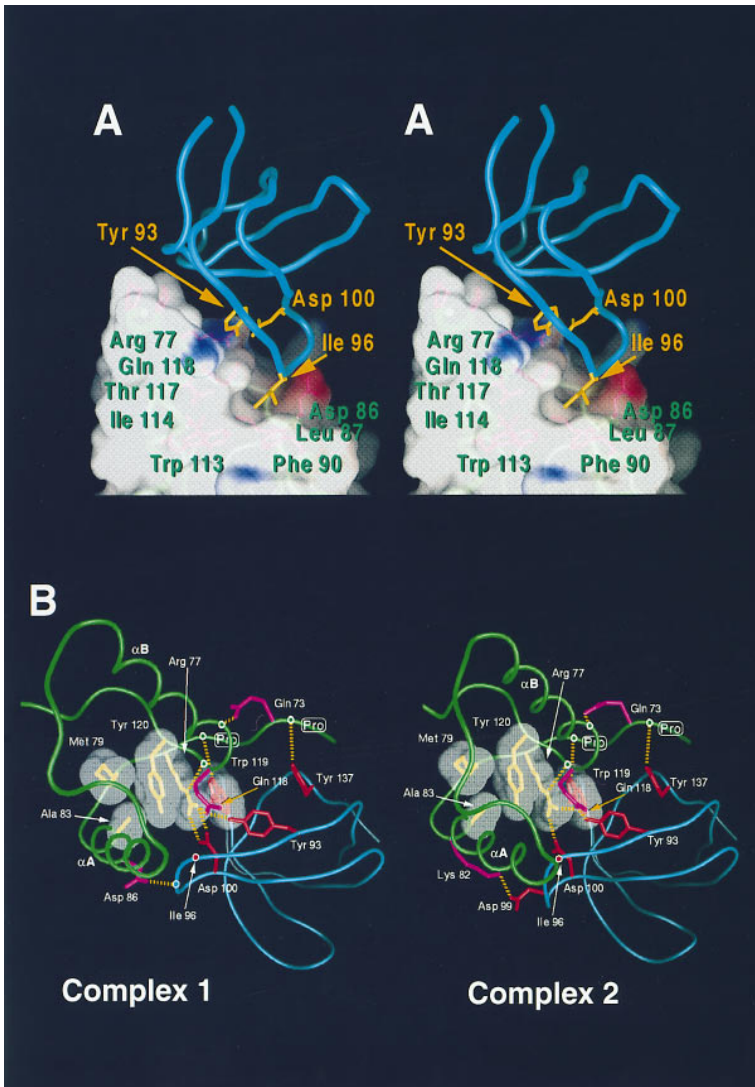 A
A
Tyr 93
Tyr 93
Asp 100
Asp 100
Arg 77
Ile 96
Arg 77
Ile 96
Gln 118
Gln 118
Thr 117
Thr 117
Ile 114
Asp 86
Ile 114
Asp 86
Leu 87
Leu 87
Trp 113
Phe 90
Trp 113
Phe 90
B
αB
Arg 77
Gln 73
Tyr 120
Pro
Met 79
Pro
Trp 119
Tyr 137
Gln 118
Ala 83
Tyr 93
αA
Asp 100
Asp 86
Ile 96
Complex 1
αB
Arg 77
Gln 73
Tyr 120
Pro
Met 79
Pro
Trp 119
Tyr 137
Gln 118
Ala 83
Tyr 93
αA
Lys 82
Asp 100
Asp 99
Ile 96
Complex 2